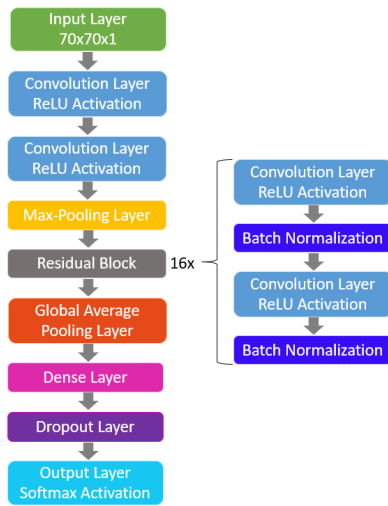 Input Layer
70x70x1
Convolution Layer
ReLU Activation
Convolution Layer
ReLU Activation
Max-Pooling Layer
Residual Block
16x
Global Average
Pooling Layer
Dense Layer
Dropout Layer
Output Layer
Softmax Activation
Convolution Layer
ReLU Activation
Batch Normalization
Convolution Layer
ReLU Activation
Batch Normalization